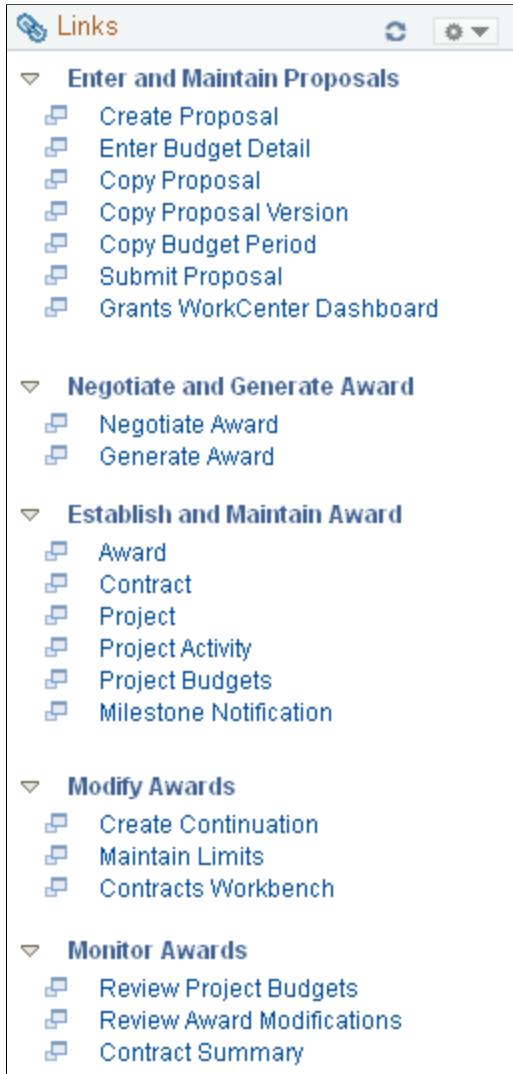 Links
Enter and Maintain Proposals
Create Proposal
Enter Budget Detail
Copy Proposal
Copy Proposal Version
Copy Budget Period
Submit Proposal
Grants WorkCenter Dashboard
Negotiate and Generate Award
Negotiate Award
Generate Award
Establish and Maintain Award
Award
Contract
Project
Project Activity
Project Budgets
Milestone Notification
Modify Awards
Create Continuation
Maintain Limits
Contracts Workbench
Monitor Awards
Review Project Budgets
Review Award Modifications
Contract Summary